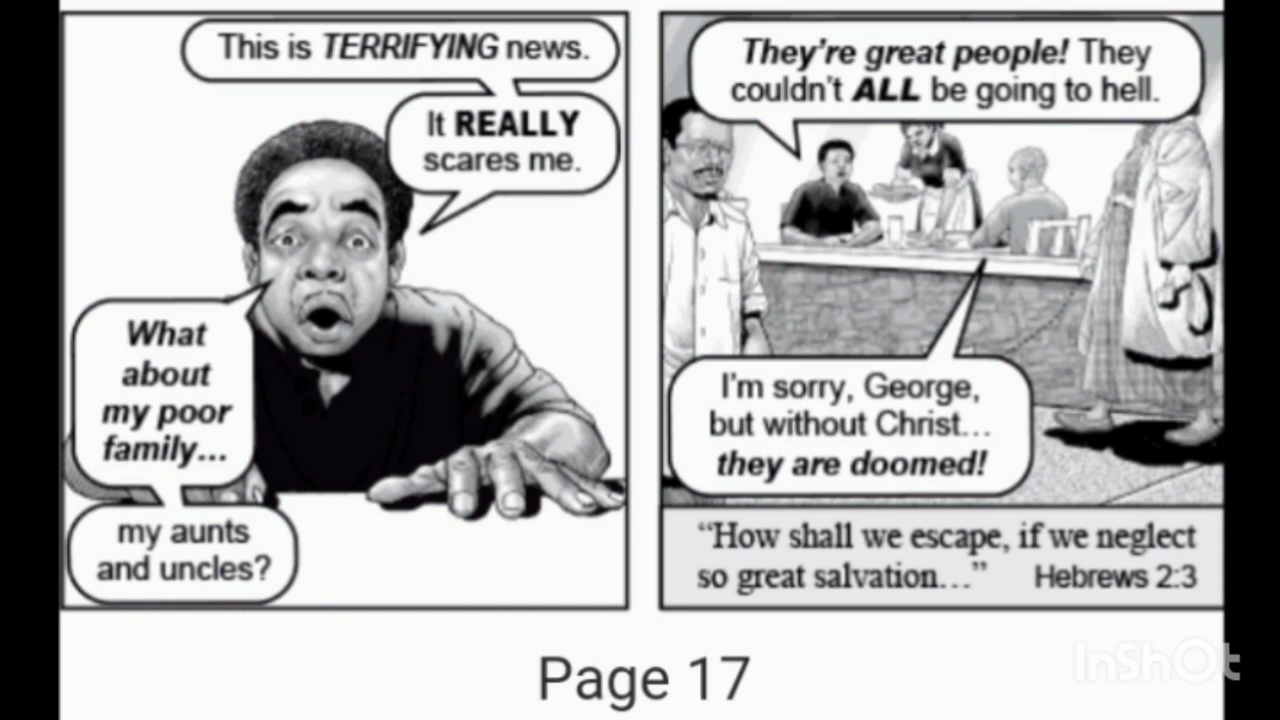 This is TERRIFYING news.
It REALLY
scares me.
What
about
my poor
family...
my aunts
and uncles?
They're great people! They
couldn't ALL be going to hell.
I'm sorry, George,
but without Christ...
they are doomed!
“How shall we escape, if we neglect
so great salvation...” Hebrews 2:3
Page 17
InShOt